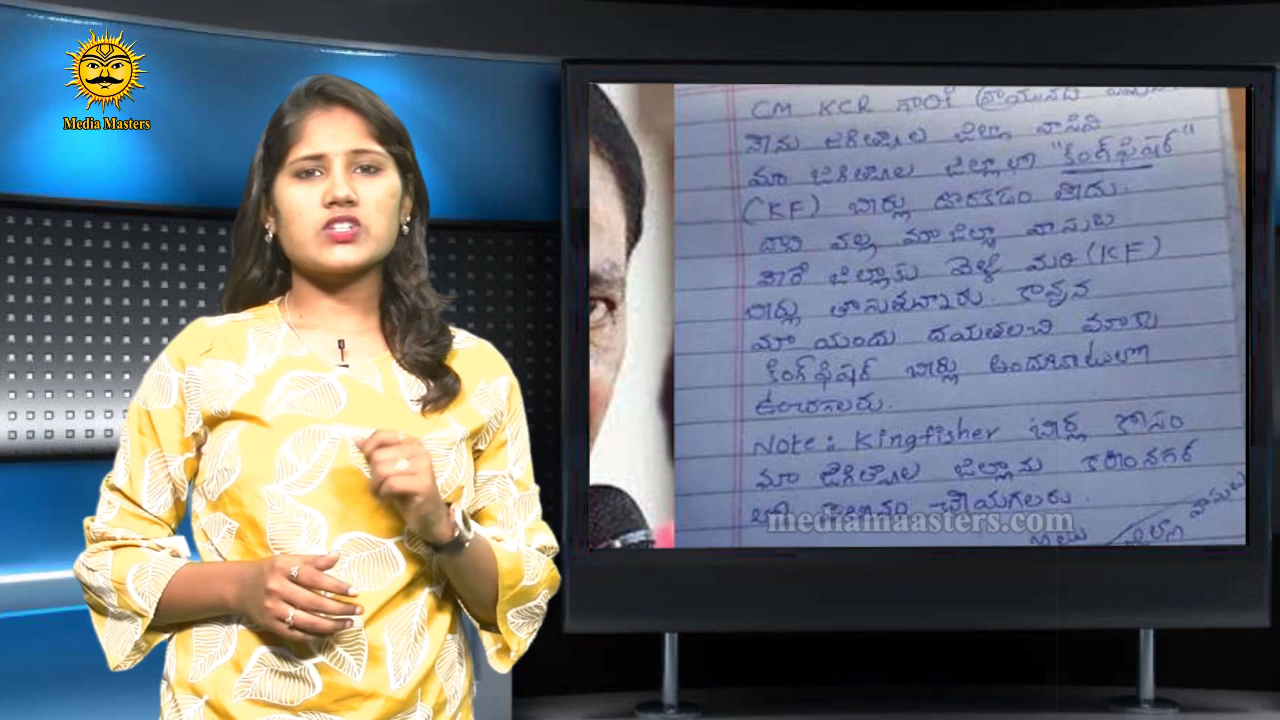 Media Masters
CM KCR గారికి వ్రాయునది
నేను జగిత్యాల జిల్లా వాసిని
మా జగిత్యాల జిల్లాలో "కింగ్ ఫిషర్"
(KF) బీర్లు దొరకడం లేదు.
దాని వల్ల మా జిల్లా వాసులు
వేరే జిల్లాకు వెళ్ళి మరి (KF)
బీర్లు తాగుతున్నారు. కావున
మా యందు దయతలచి మాకు
కింగ్ ఫిషర్ బీర్లు అందుబాటులో
ఉంచగలరు.
Note: Kingfisher బీర్ల కోసం
మా జగిత్యాల జిల్లాను కరీంనగర్
లో చేయగలరు.
జిల్లా వాసులు
mediamaasters.com